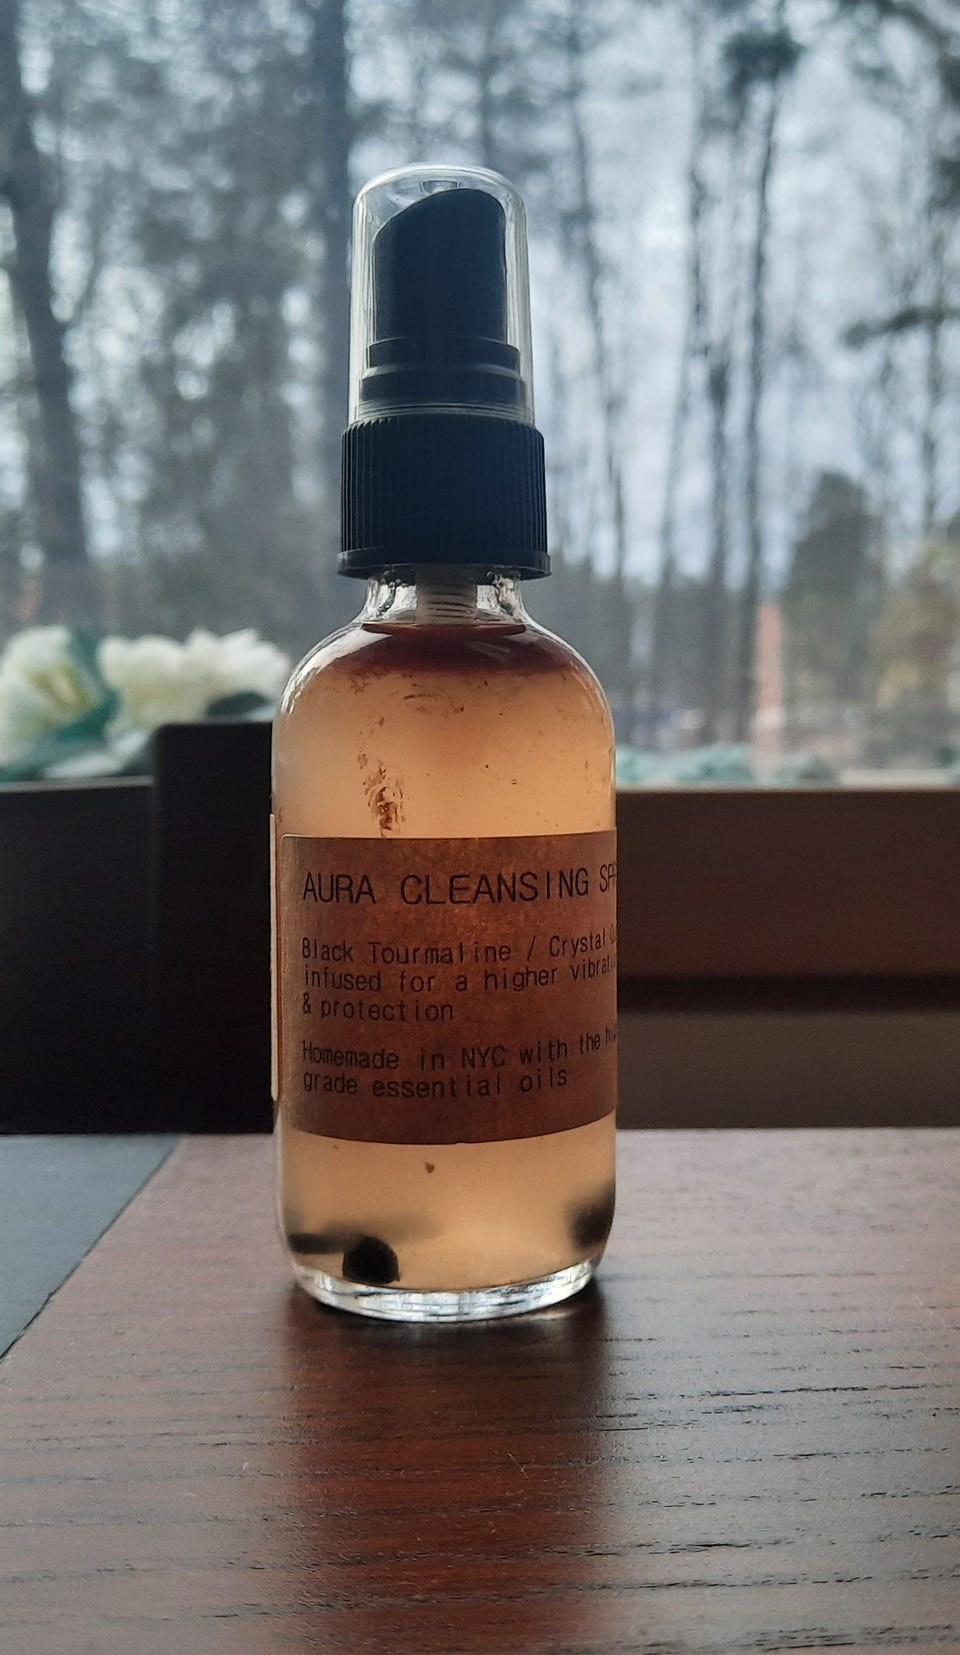 AURA CLEANSING
Black Tourmaline / Crystal
infused for a higher
& protection
Homemade in NYC with the
grade essential oils